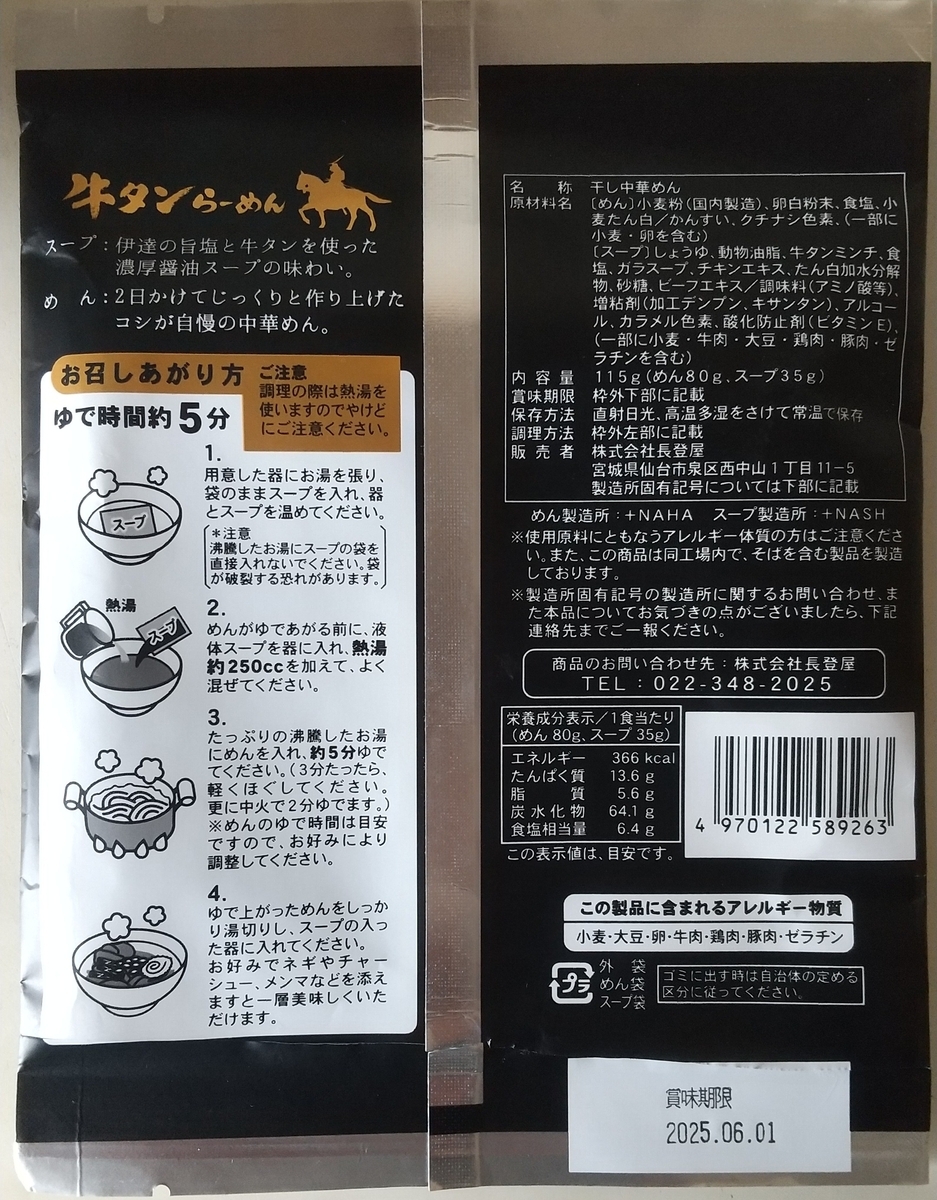 牛タンらーめん
スープ：伊達の旨塩と牛タンを使った
濃厚醤油スープの味わい。
めん：2日かけてじっくりと作り上げた
コシが自慢の中華めん。
お召しあがり方
ゆで時間約5分
ご注意
調理の際は熱湯を
使いますのでやけど
にご注意ください。
1.
用意した器にお湯を張り、
袋のままスープを入れ、器
とスープを温めてください。
＊注意
沸騰したお湯にスープの袋を
直接入れないでください。袋
が破裂する恐れがあります。
スープ
2.
めんがゆであがる前に、液
体スープを器に入れ、熱湯
約250ccを加えて、よく
混ぜてください。
熱湯
スープ
3.
たっぷりの沸騰したお湯
にめんを入れ、約5分ゆで
てください。（3分たったら、
軽くほぐしてください。
更に中火で2分ゆでます。）
※めんのゆで時間は目安
ですので、お好みにより
調整してください。
4.
ゆで上がっためんをしっか
り湯切りし、スープの入っ
た器に入れてください。
お好みでネギやチャー
シュー、メンマなどを添え
ますと一層美味しくいた
だけます。
名称 干し中華めん
原材料名 〔めん〕小麦粉（国内製造）、卵白粉末、食塩、小
麦たん白／かんすい、クチナシ色素、（一部に
小麦・卵を含む）
〔スープ〕しょうゆ、動物油脂、牛タンミンチ、食
塩、ガラスープ、チキンエキス、たん白加水分解
物、砂糖、ビーフエキス／調味料（アミノ酸等）、
増粘剤（加工デンプン、キサンタン）、アルコー
ル、カラメル色素、酸化防止剤（ビタミンE）、
（一部に小麦・牛肉・大豆・鶏肉・豚肉・ゼ
ラチンを含む）
内容量 115g（めん80g、スープ35g）
賞味期限 枠外下部に記載
保存方法 直射日光、高温多湿をさけて常温で保存
調理方法 枠外左部に記載
販売者 株式会社長登屋
宮城県仙台市泉区西中山1丁目11-5
製造所固有記号については下部に記載
めん製造所：+NAHA スープ製造所：+NASH
※使用原料にともなうアレルギー体質の方はご注意くださ
い。また、この商品は同工場内で、そばを含む製品を製造
しております。
※製造所固有記号の製造所に関するお問い合わせ、ま
た本品についてお気づきの点がございましたら、下記
連絡先までご一報ください。
商品のお問い合わせ先：株式会社長登屋
TEL：022-348-2025
栄養成分表示／1食当たり
（めん 80g、スープ 35g）
エネルギー 366 kcal
たんぱく質 13.6 g
脂質 5.6 g
炭水化物 64.1 g
食塩相当量 6.4 g
この表示値は、目安です。
4 970122 589263
この製品に含まれるアレルギー物質
小麦・大豆・卵・牛肉・鶏肉・豚肉・ゼラチン
プラ
外袋
めん袋
スープ袋
ゴミに出す時は自治体の定める
区分に従ってください。
賞味期限
2025.06.01